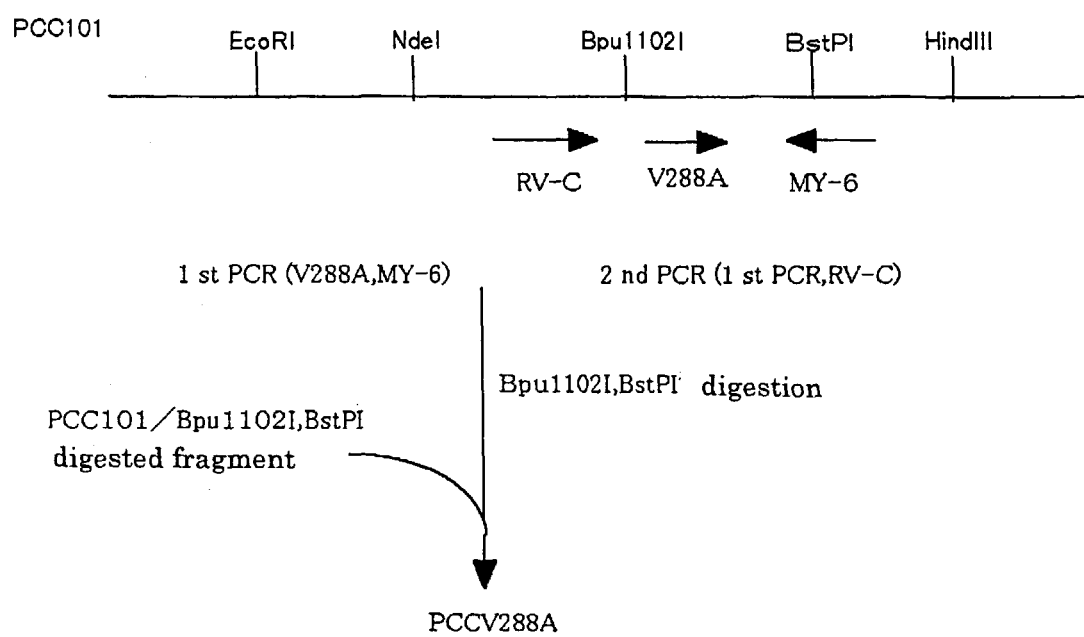 PCC101
EcoRI NdeI Bpu1102I BstPI HindIII
RV-C V288A MY-6
1 st PCR (V288A,MY-6) 2 nd PCR (1 st PCR,RV-C)
Bpu1102I,BstPI digestion
PCC101／Bpu1102I,BstPI
digested fragment
PCCV288A